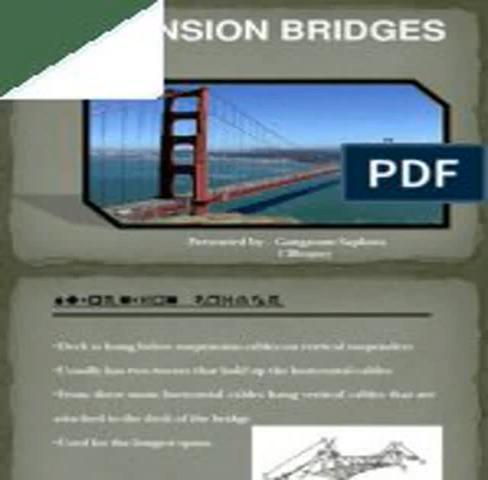 NSION BRIDGES
PDF
Presented by - Gangaram Sapkota
•Deck is hung below suspension cables on vertical suspenders
•Usually has two towers that hold up the horizontal cables
•From these main horizontal cables hang vertical cables that are
attached to the deck of the bridge
•Used for the longest spans